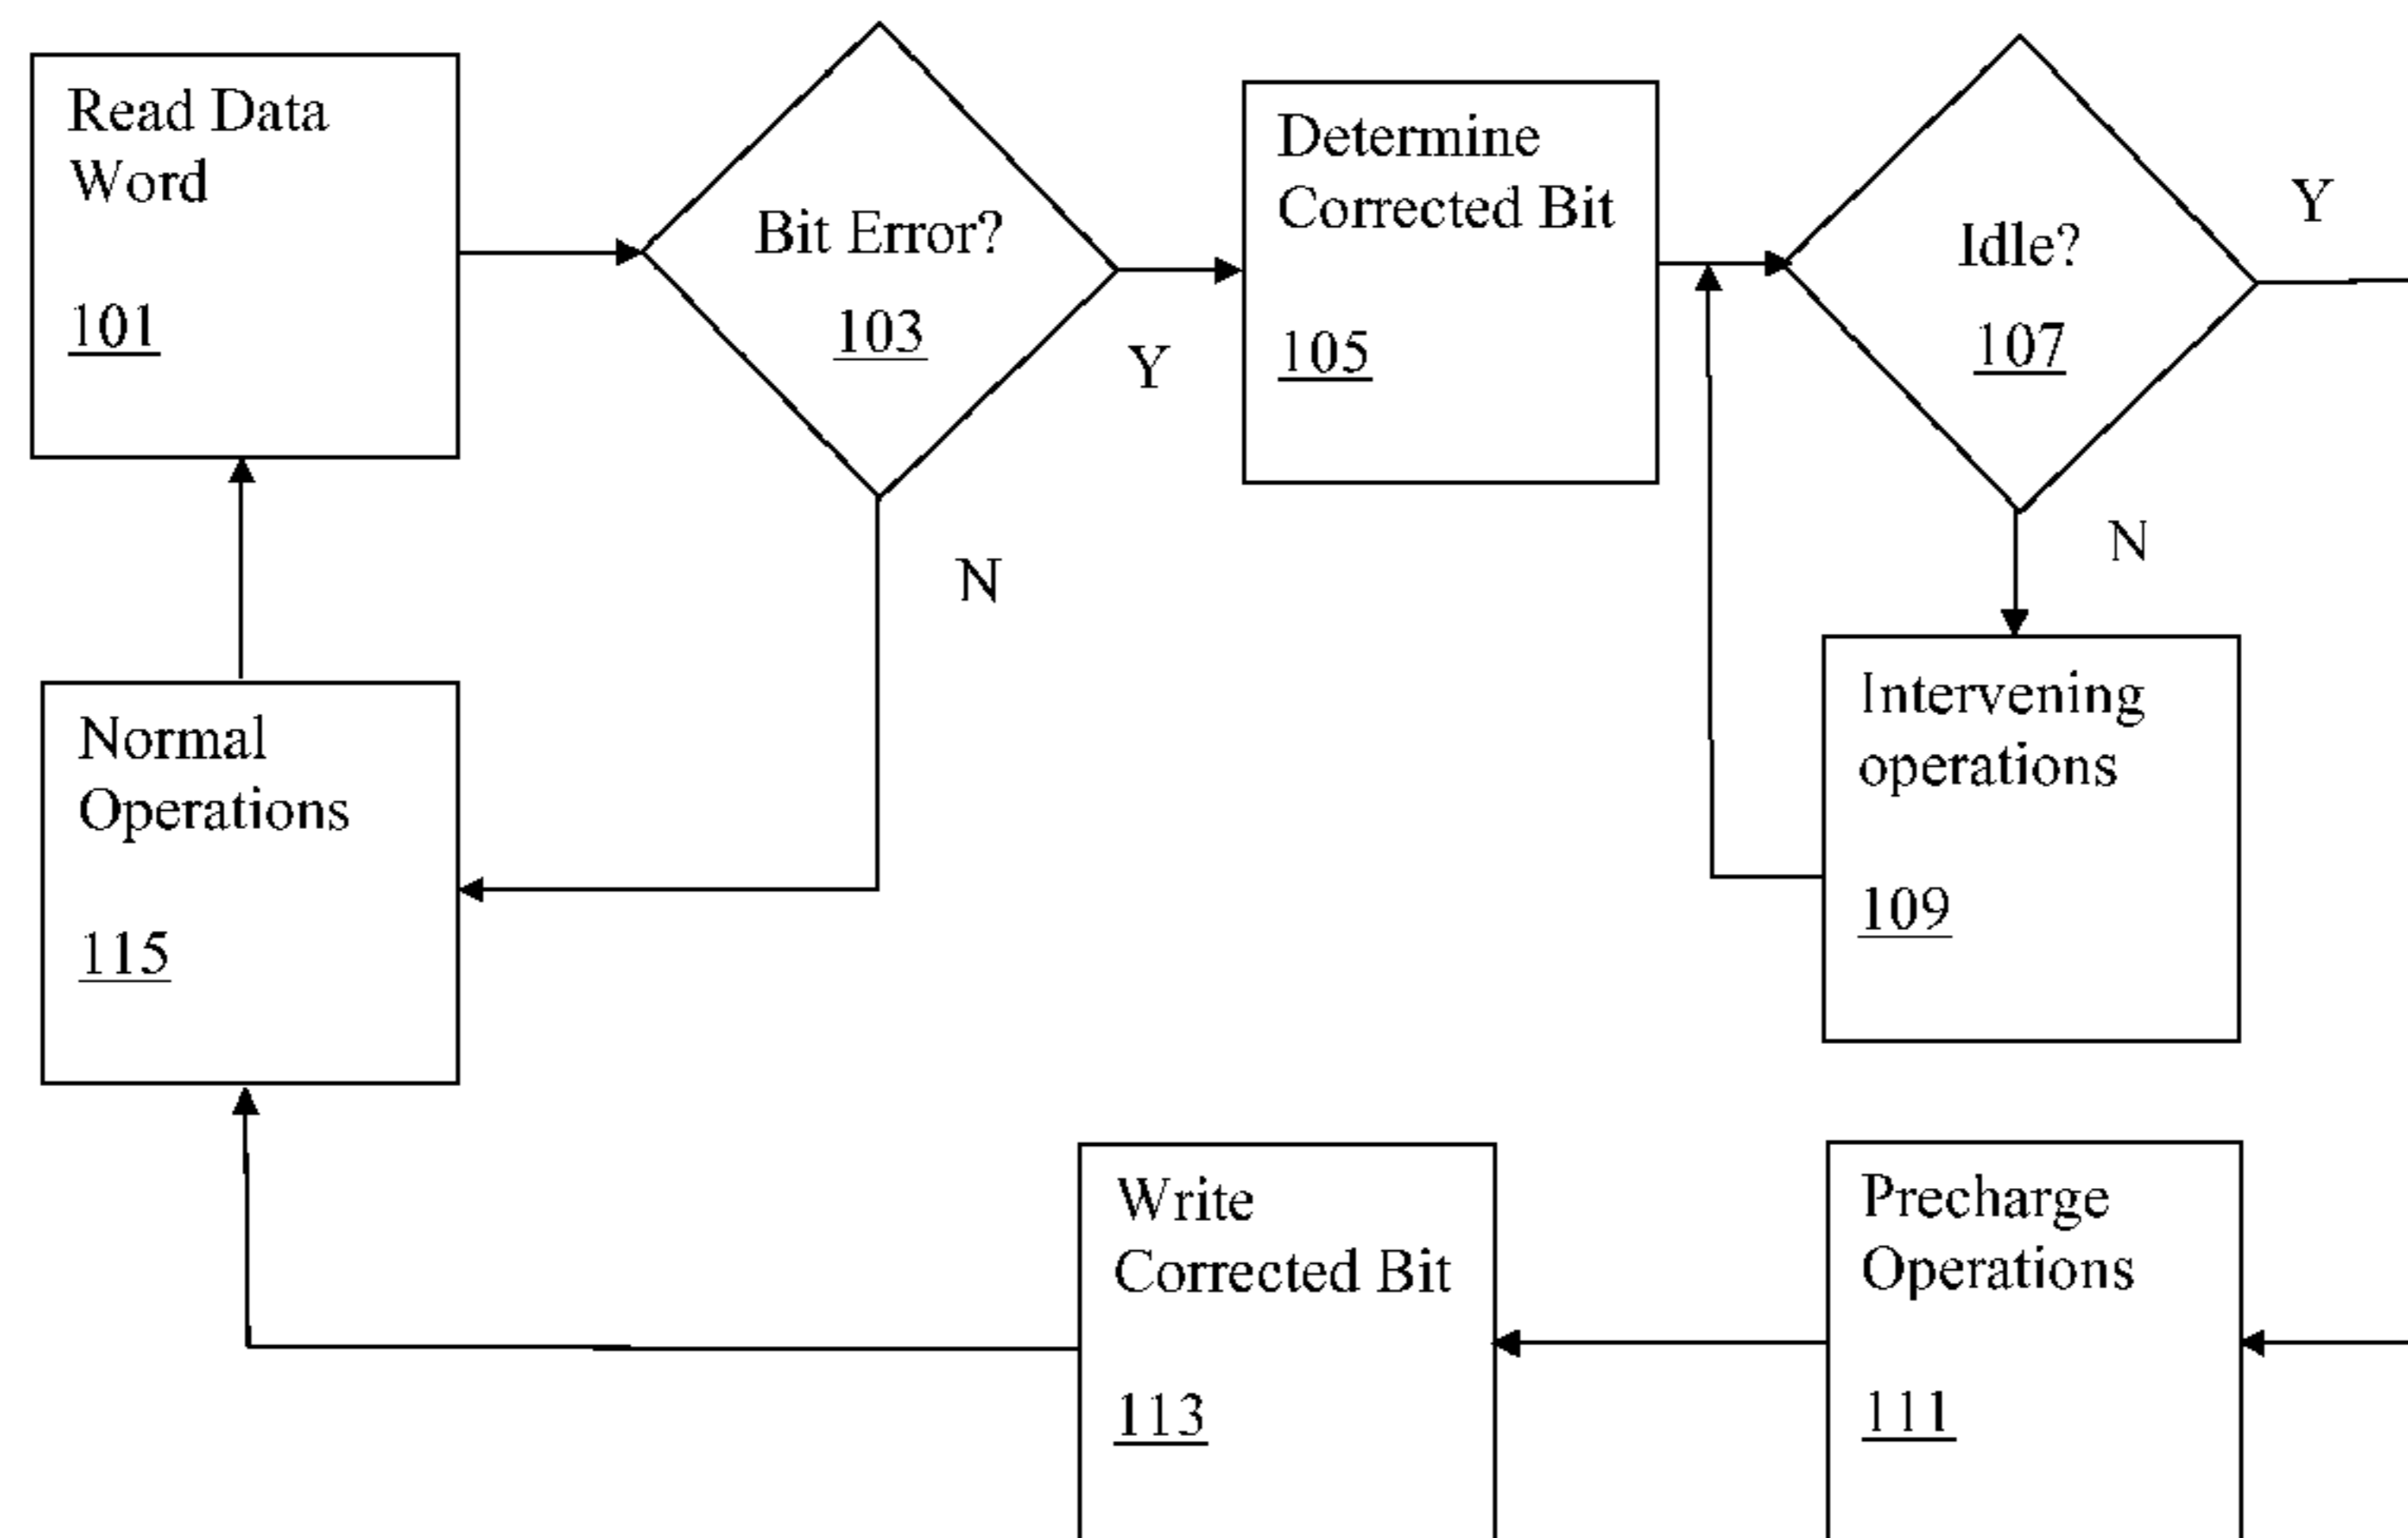 Read Data
Word
101
Bit Error?
103
Y
N
Determine
Corrected Bit
105
Idle?
107
Y
N
Intervening
operations
109
Normal
Operations
115
Write
Corrected Bit
113
Precharge
Operations
111